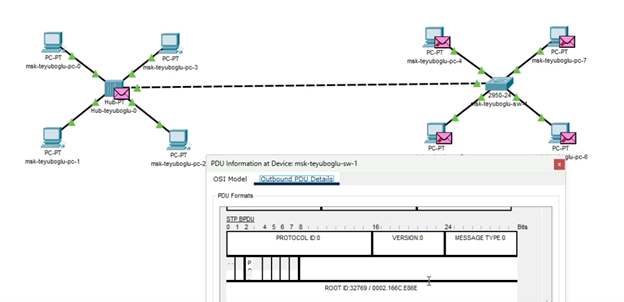 PC-PT
msk-teyuboglu-pc-0
PC-PT
msk-teyuboglu-pc-3
Hub-PT
Hub-teyuboglu-0
PC-PT
msk-teyuboglu-pc-1
PC-PT
msk-teyuboglu-pc-2
PC-PT
msk-teyuboglu-pc-4
PC-PT
msk-teyuboglu-pc-7
2950-24
msk-teyuboglu-sw-1
PC-PT
PC-PT
pc-6
PDU Information at Device: msk-teyuboglu-sw-1
x
OSI Model
Outbound PDU Details
PDU Formats
STP BPDU
0 1 2 3 4 5 6 7 8 16 24 Bits
PROTOCOL ID:0
VERSION:0
MESSAGE TYPE:0
ROOT ID:32769 / 0002.166C.E86E